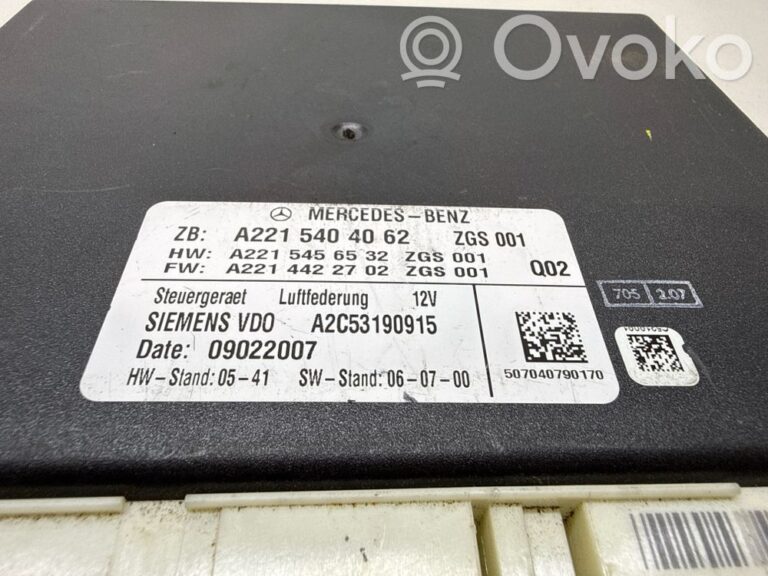 Ovoko
MERCEDES-BENZ
ZB: A221 540 40 62 ZGS 001
HW: A221 545 65 32 ZGS 001
FW: A221 442 27 02 ZGS 001 Q02
Steuergeraet Luftfederung 12V
SIEMENS VDO A2C53190915
Date: 09022007
HW-Stand: 05-41 SW-Stand: 06-07-00
507040790170
705 2.07